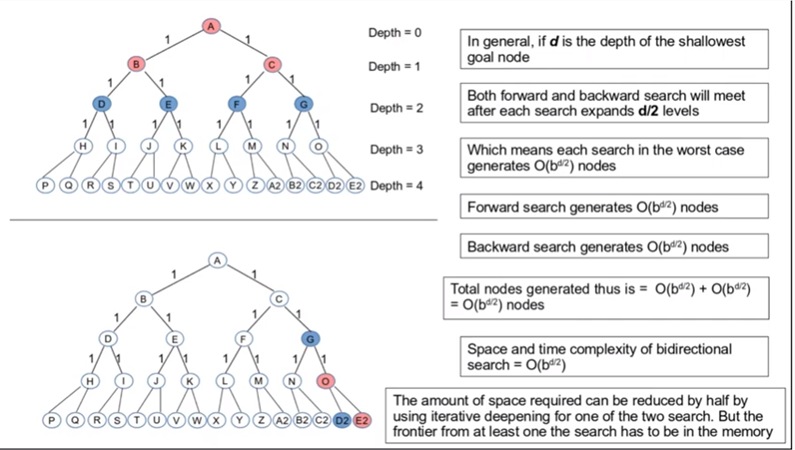 A
1 1
B C
1 1 1 1
D E F G
1 1 1 1 1 1 1 1
H I J K L M N O
P Q R S T U V W X Y Z A2 B2 C2 D2 E2
Depth = 0
Depth = 1
Depth = 2
Depth = 3
Depth = 4
A
1 1
B C
1 1 1 1
D E F G
1 1 1 1 1 1 1 1
H I J K L M N O
P Q R S T U V W X Y Z A2 B2 C2 D2 E2
In general, if d is the depth of the shallowest
goal node
Both forward and backward search will meet
after each search expands d/2 levels
Which means each search in the worst case
generates O(b^d/2) nodes
Forward search generates O(b^d/2) nodes
Backward search generates O(b^d/2) nodes
Total nodes generated thus is = O(b^d/2) + O(b^d/2)
= O(b^d/2) nodes
Space and time complexity of bidirectional
search = O(b^d/2)
The amount of space required can be reduced by half by
using iterative deepening for one of the two search. But the
frontier from at least one the search has to be in the memory